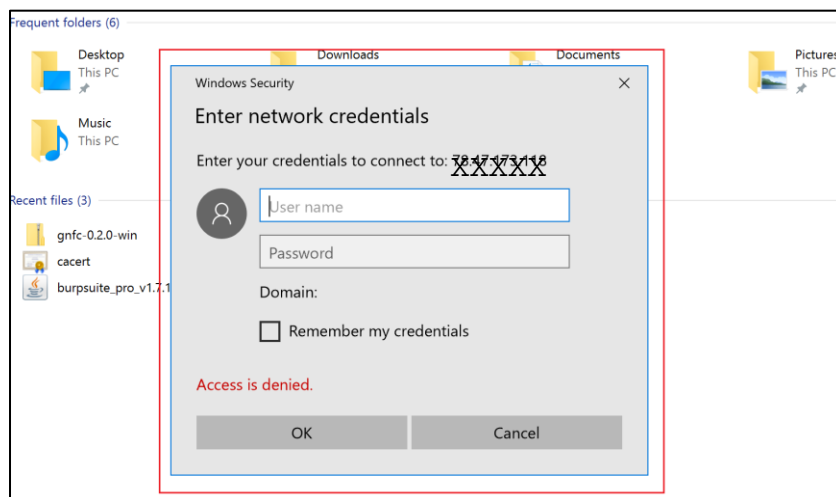 Frequent folders (6)
Desktop
This PC
Downloads
Documents
Pictures
This PC
Music
This PC
Windows Security
Enter network credentials
Enter your credentials to connect to:
User name
Password
Domain:
Remember my credentials
Access is denied.
OK
Cancel
Recent files (3)
gnfc-0.2.0-win
cacert
burpsuite_pro_v1.7.1